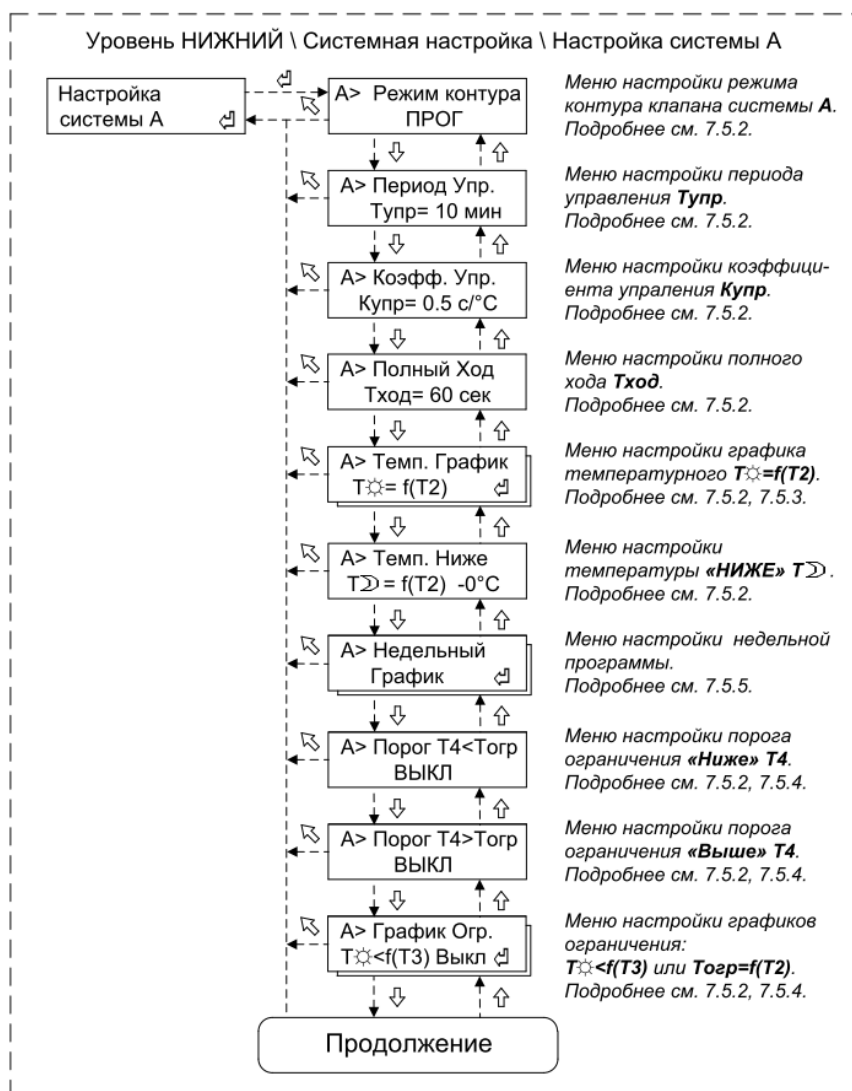 Уровень НИЖНИЙ \ Системная настройка \ Настройка системы А
Настройка
системы А
А> Режим контура
ПРОГ
Меню настройки режима
контура клапана системы А.
Подробнее см. 7.5.2.
А> Период Упр.
Тупр= 10 мин
Меню настройки периода
управления Тупр.
Подробнее см. 7.5.2.
А> Коэфф. Упр.
Купр= 0.5 с/°С
Меню настройки коэффици-
ента упраления Купр.
Подробнее см. 7.5.2.
А> Полный Ход
Тход= 60 сек
Меню настройки полного
хода Тход.
Подробнее см. 7.5.2.
А> Темп. График
Т☼= f(T2)
Меню настройки графика
температурного Т☼=f(T2).
Подробнее см. 7.5.2, 7.5.3.
А> Темп. Ниже
Т☽= f(T2) -0°С
Меню настройки
температуры «НИЖЕ» Т☽.
Подробнее см. 7.5.2.
А> Недельный
График
Меню настройки недельной
программы.
Подробнее см. 7.5.5.
А> Порог Т4<Тогр
ВЫКЛ
Меню настройки порога
ограничения «Ниже» Т4.
Подробнее см. 7.5.2, 7.5.4.
А> Порог Т4>Тогр
ВЫКЛ
Меню настройки порога
ограничения «Выше» Т4.
Подробнее см. 7.5.2, 7.5.4.
А> График Огр.
Т☼<f(T3) Выкл
Меню настройки графиков
ограничения:
Т☼<f(T3) или Тогр=f(T2).
Подробнее см. 7.5.2, 7.5.4.
Продолжение